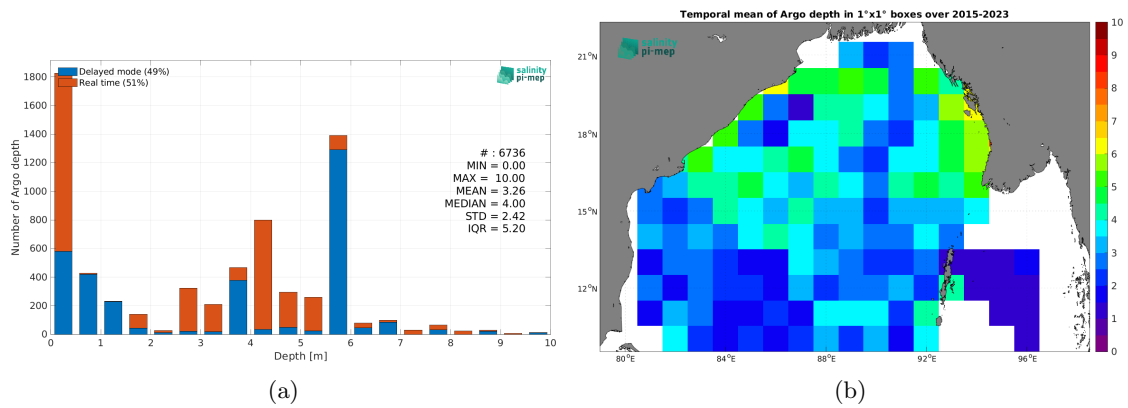 Delayed mode (49%)
Real time (51%)
salinity
pi-mep
# : 6736
MIN = 0.00
MAX = 10.00
MEAN = 3.26
MEDIAN = 4.00
STD = 2.42
IQR = 5.20
Number of Argo depth
1800
1600
1400
1200
1000
800
600
400
200
0
0 1 2 3 4 5 6 7 8 9 10
Depth [m]
(a)
Temporal mean of Argo depth in 1°x1° boxes over 2015-2023
salinity
pi-mep
21°N
18°N
15°N
12°N
80°E 84°E 88°E 92°E 96°E
10
9
8
7
6
5
4
3
2
1
0
(b)